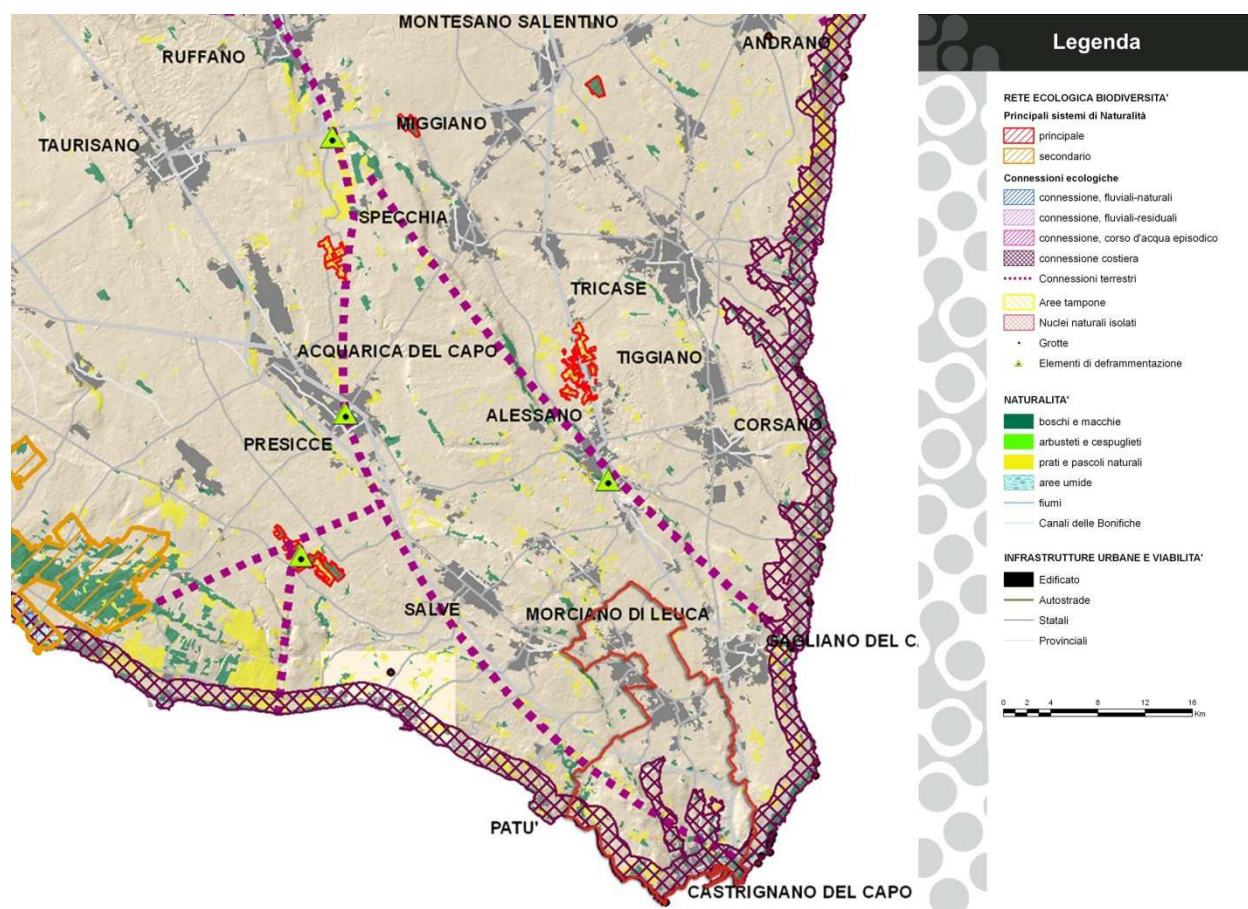 MONTESANO SALENTINO
RUFFANO
ANDRANO
MIGGIANO
TAURISANO
SPECCHIA
TRICASE
ACQUARICA DEL CAPO
TIGGIANO
ALESSANO
CORSANO
PRESICCE
SALVE
MORCIANO DI LEUCA
GAGLIANO DEL CA
PATU'
CASTRIGNANO DEL CAPO
Legenda
RETE ECOLOGICA BIODIVERSITA'
Principali sistemi di Naturalità
principale
secondario
Connessioni ecologiche
connessione, fluviali-naturali
connessione, fluviali-residuali
connessione, corso d'acqua episodico
connessione costiera
Connessioni terrestri
Aree tampone
Nuclei naturali isolati
Grotte
Elementi di deframmentazione
NATURALITA'
boschi e macchie
arbusteti e cespuglieti
prati e pascoli naturali
aree umide
fiumi
Canali delle Bonifiche
INFRASTRUTTURE URBANE E VIABILITA'
Edificato
Autostrade
Statali
Provinciali
0 2 4 8 12 16
Km